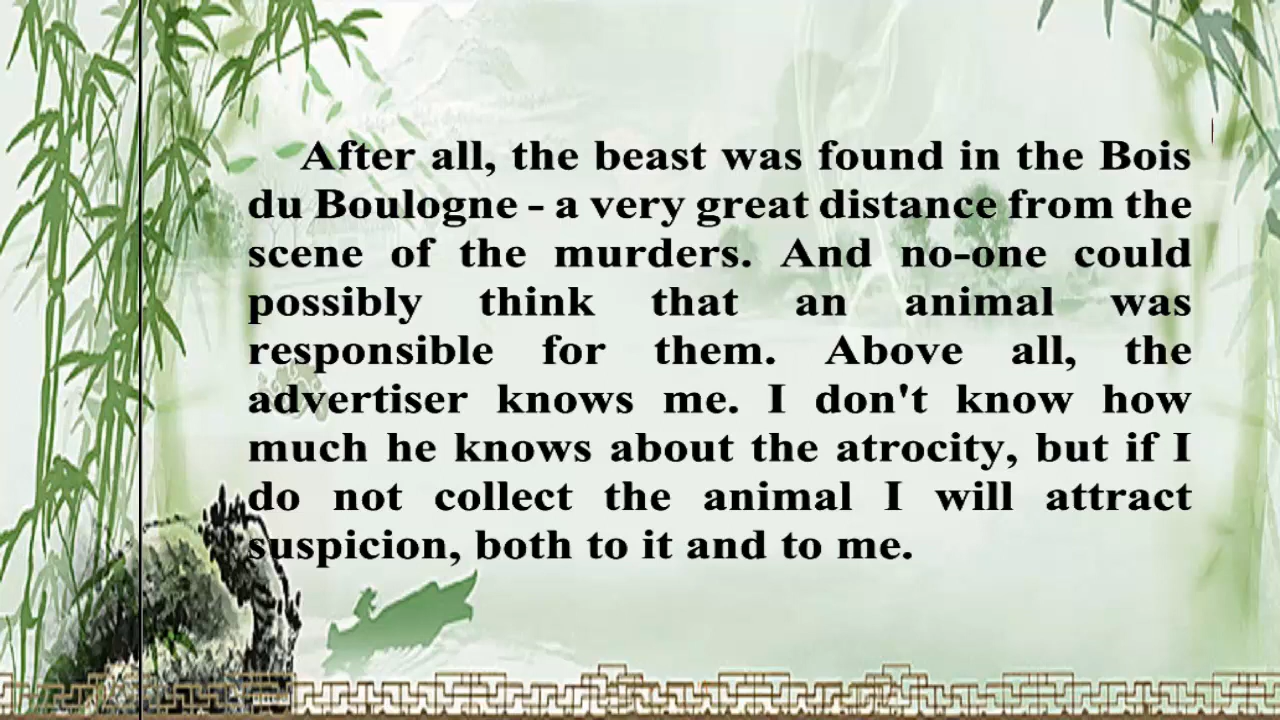 After all, the beast was found in the Bois
du Boulogne - a very great distance from the
scene of the murders. And no-one could
possibly think that an animal was
responsible for them. Above all, the
advertiser knows me. I don't know how
much he knows about the atrocity, but if I
do not collect the animal I will attract
suspicion, both to it and to me.